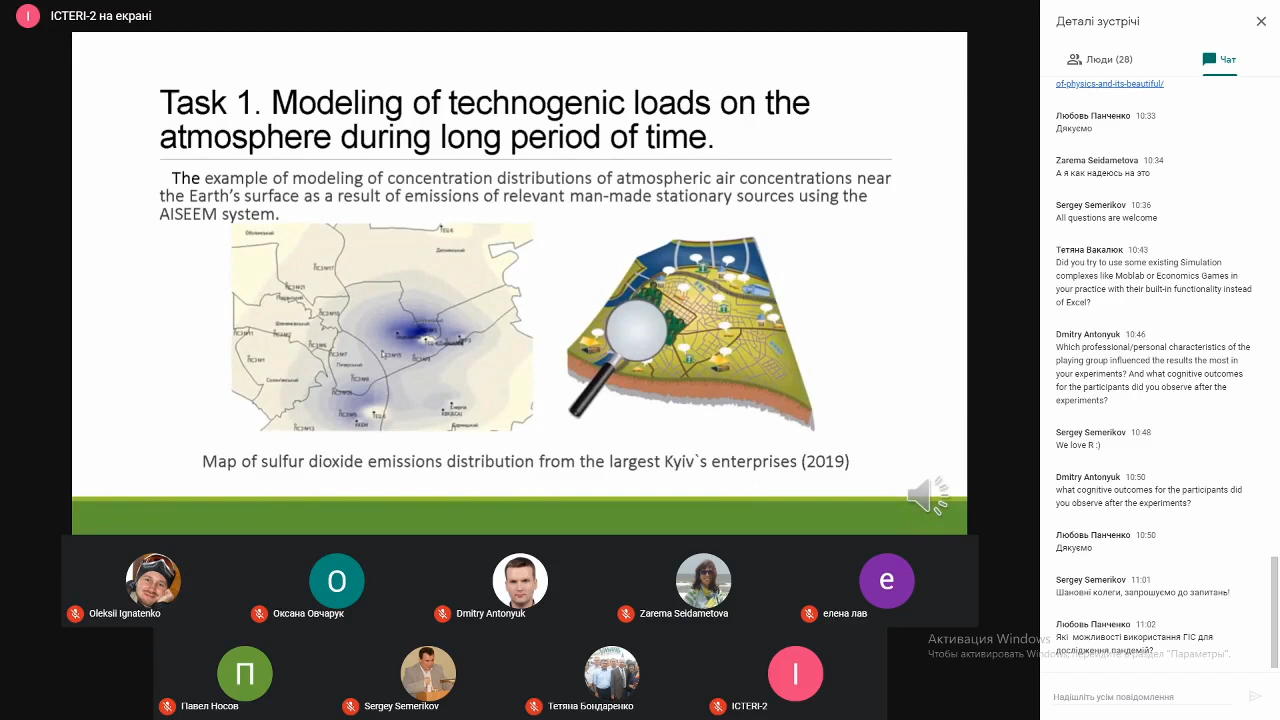 І ICTERI-2 на екрані
Task 1. Modeling of technogenic loads on the
atmosphere during long period of time.
The example of modeling of concentration distributions of atmospheric air concentrations near
the Earth's surface as a result of emissions of relevant man-made stationary sources using the
AISEEM system.
Map of sulfur dioxide emissions distribution from the largest Kyiv`s enterprises (2019)
O
e
Oleksii Ignatenko
Оксана Овчарук
Dmitry Antonyuk
Zarema Seidametova
елена лав
П
I
Павел Носов
Sergey Semerikov
Тетяна Бондаренко
ICTERI-2
Деталі зустрічі
Люди (28)
Чат
of-physics-and-its-beautiful/
Любовь Панченко 10:33
Дякуємо
Zarema Seidametova 10:34
А я как надеюсь на это
Sergey Semerikov 10:36
All questions are welcome
Тетяна Вакалюк 10:43
Did you try to use some existing Simulation
complexes like Moblab or Economics Games in
your practice with their built-in functionality instead
of Excel?
Dmitry Antonyuk 10:46
Which professional/personal characteristics of the
playing group influenced the results the most in
your experiments? And what cognitive outcomes
for the participants did you observe after the
experiments?
Sergey Semerikov 10:48
We love R :)
Dmitry Antonyuk 10:50
what cognitive outcomes for the participants did
you observe after the experiments?
Любовь Панченко 10:50
Дякуємо
Sergey Semerikov 11:01
Шановні колеги, запрошуємо до запитань!
Любовь Панченко 11:02
Які можливості використання ГІС для
дослідження пандемій?
Активация Windows
Чтобы активировать Windows, перейдите в раздел "Параметры".
Надішліть усім повідомлення